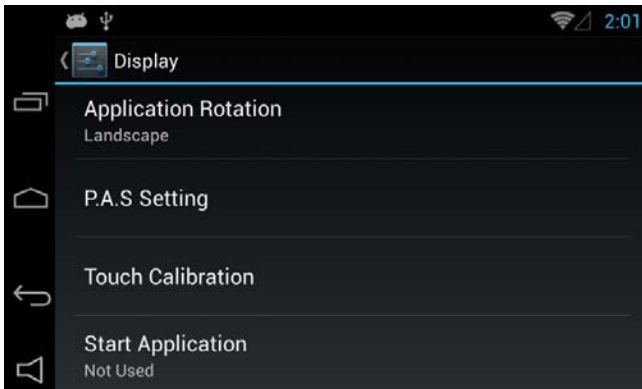 2:01
Display
Application Rotation
Landscape
P.A.S Setting
Touch Calibration
Start Application
Not Used